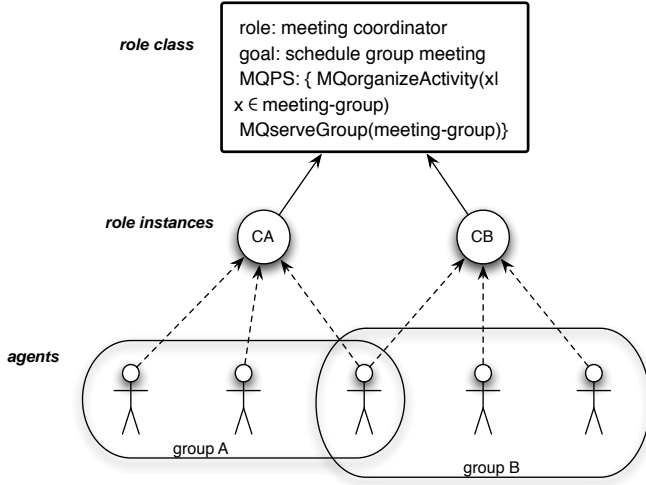 role class
role: meeting coordinator
goal: schedule group meeting
MQPS: { MQorganizeActivity(x|
x ∈ meeting-group)
MQserveGroup(meeting-group)}
role instances
CA
CB
agents
group A
group B